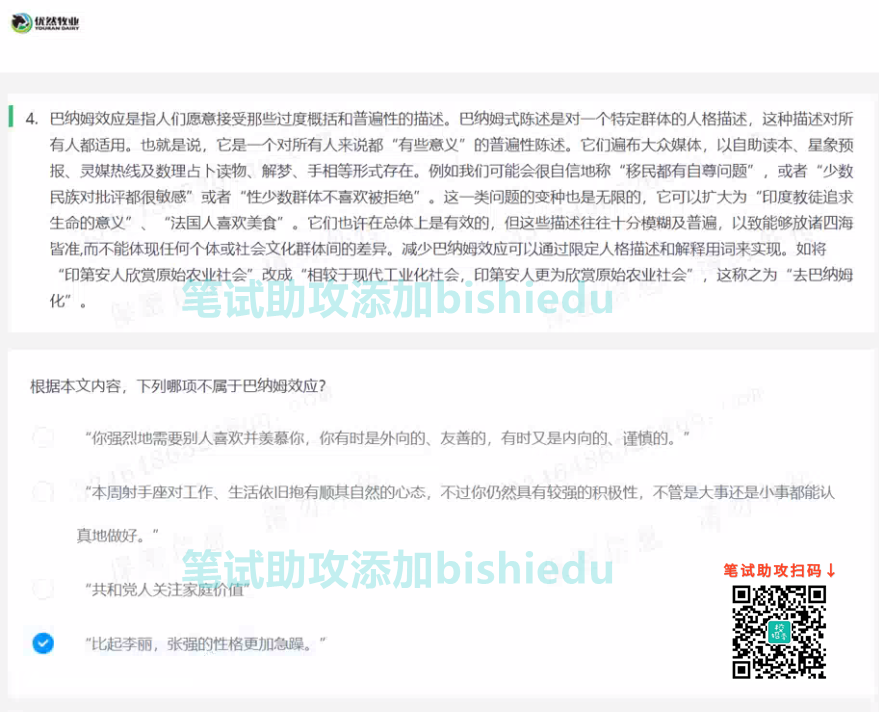 优然牧业
YOURAN DAIRY
4. 巴纳姆效应是指人们愿意接受那些过度概括和普遍性的描述。巴纳姆式陈述是对一个特定群体的人格描述，这种描述对所
有人都适用。也就是说，它是一个对所有人来说都“有些意义”的普遍性陈述。它们遍布大众媒体，以自助读本、星象预
报、灵媒热线及数理占卜读物、解梦、手相等形式存在。例如我们可能会很自信地称“移民都有自尊问题”，或者“少数
民族对批评都很敏感”或者“性少数群体不喜欢被拒绝”。这一类问题的变种也是无限的，它可以扩大为“印度教徒追求
生命的意义”、“法国人喜欢美食”。它们也许在总体上是有效的，但这些描述往往十分模糊及普遍，以致能够放诸四海
皆准,而不能体现任何个体或社会文化群体间的差异。减少巴纳姆效应可以通过限定人格描述和解释用词来实现。如将
“印第安人欣赏原始农业社会”改成“相较于现代工业化社会，印第安人更为欣赏原始农业社会”，这称之为“去巴纳姆
化”。
笔试助攻添加bishiedu
根据本文内容，下列哪项不属于巴纳姆效应?
“你强烈地需要别人喜欢并羡慕你，你有时是外向的、友善的，有时又是内向的、谨慎的。”
“本周射手座对工作、生活依旧抱有顺其自然的心态，不过你仍然具有较强的积极性，不管是大事还是小事都能认
真地做好。”
笔试助攻添加bishiedu
笔试助攻扫码↓
“共和党人关注家庭价值”
“比起李丽，张强的性格更加急躁。”